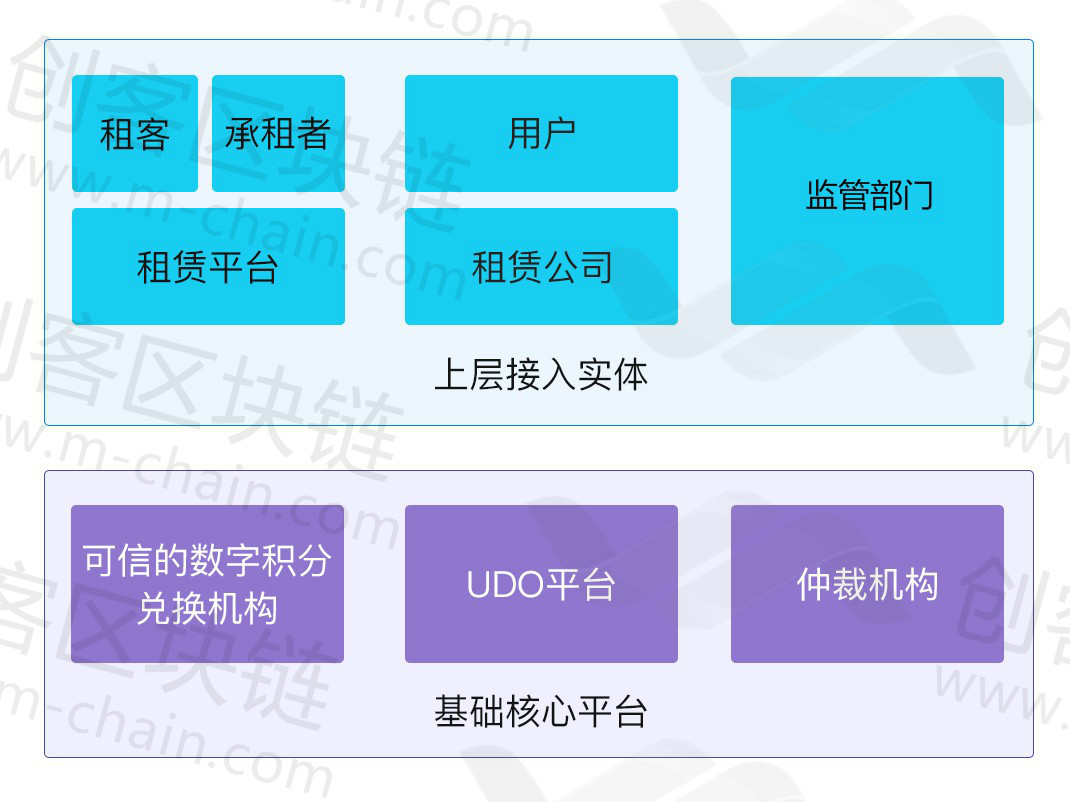 租客
承租者
用户
监管部门
租赁平台
租赁公司
上层接入实体
可信的数字积分
兑换机构
UDO平台
仲裁机构
基础核心平台
创客区块链
www.m-chain.com